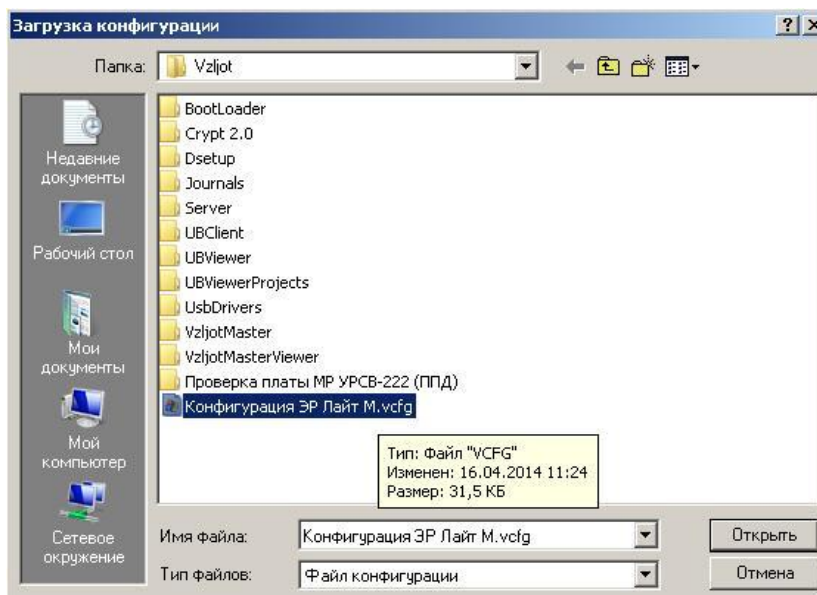 Загрузка конфигурации
Папка: Vzljot
Недавние документы
Рабочий стол
Мои документы
Мой компьютер
Сетевое окружение
BootLoader
Crypt 2.0
Dsetup
Journals
Server
UBClient
UBViewer
UBViewerProjects
UsbDrivers
VzljotMaster
VzljotMasterViewer
Проверка платы МР УРСВ-222 (ППД)
Конфигурация ЭР Лайт М.vcfg
Тип: Файл "VCFG"
Изменен: 16.04.2014 11:24
Размер: 31,5 КБ
Имя файла: Конфигурация ЭР Лайт М.vcfg Открыть
Тип файлов: Файл конфигурации Отмена